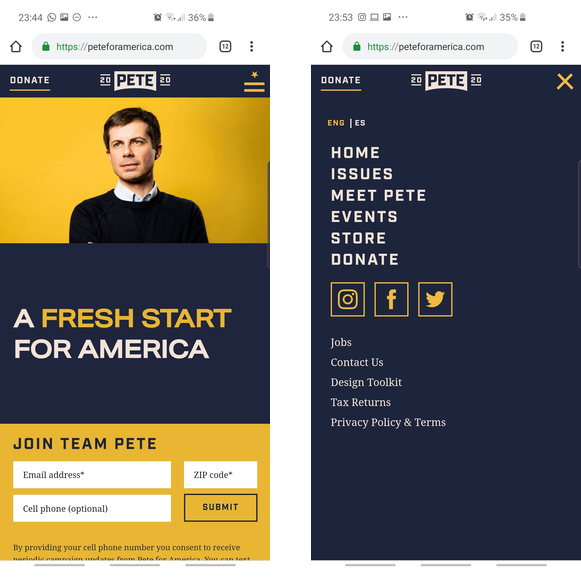 23:44
36%
https://peteforamerica.com
12
DONATE
20 PETE 20
A FRESH START
FOR AMERICA
JOIN TEAM PETE
Email address*
ZIP code*
Cell phone (optional)
SUBMIT
By providing your cell phone number you consent to receive
periodic campaign updates from Pete for America. You can text
23:53
35%
https://peteforamerica.com
12
DONATE
20 PETE 20
ENG | ES
HOME
ISSUES
MEET PETE
EVENTS
STORE
DONATE
Jobs
Contact Us
Design Toolkit
Tax Returns
Privacy Policy & Terms